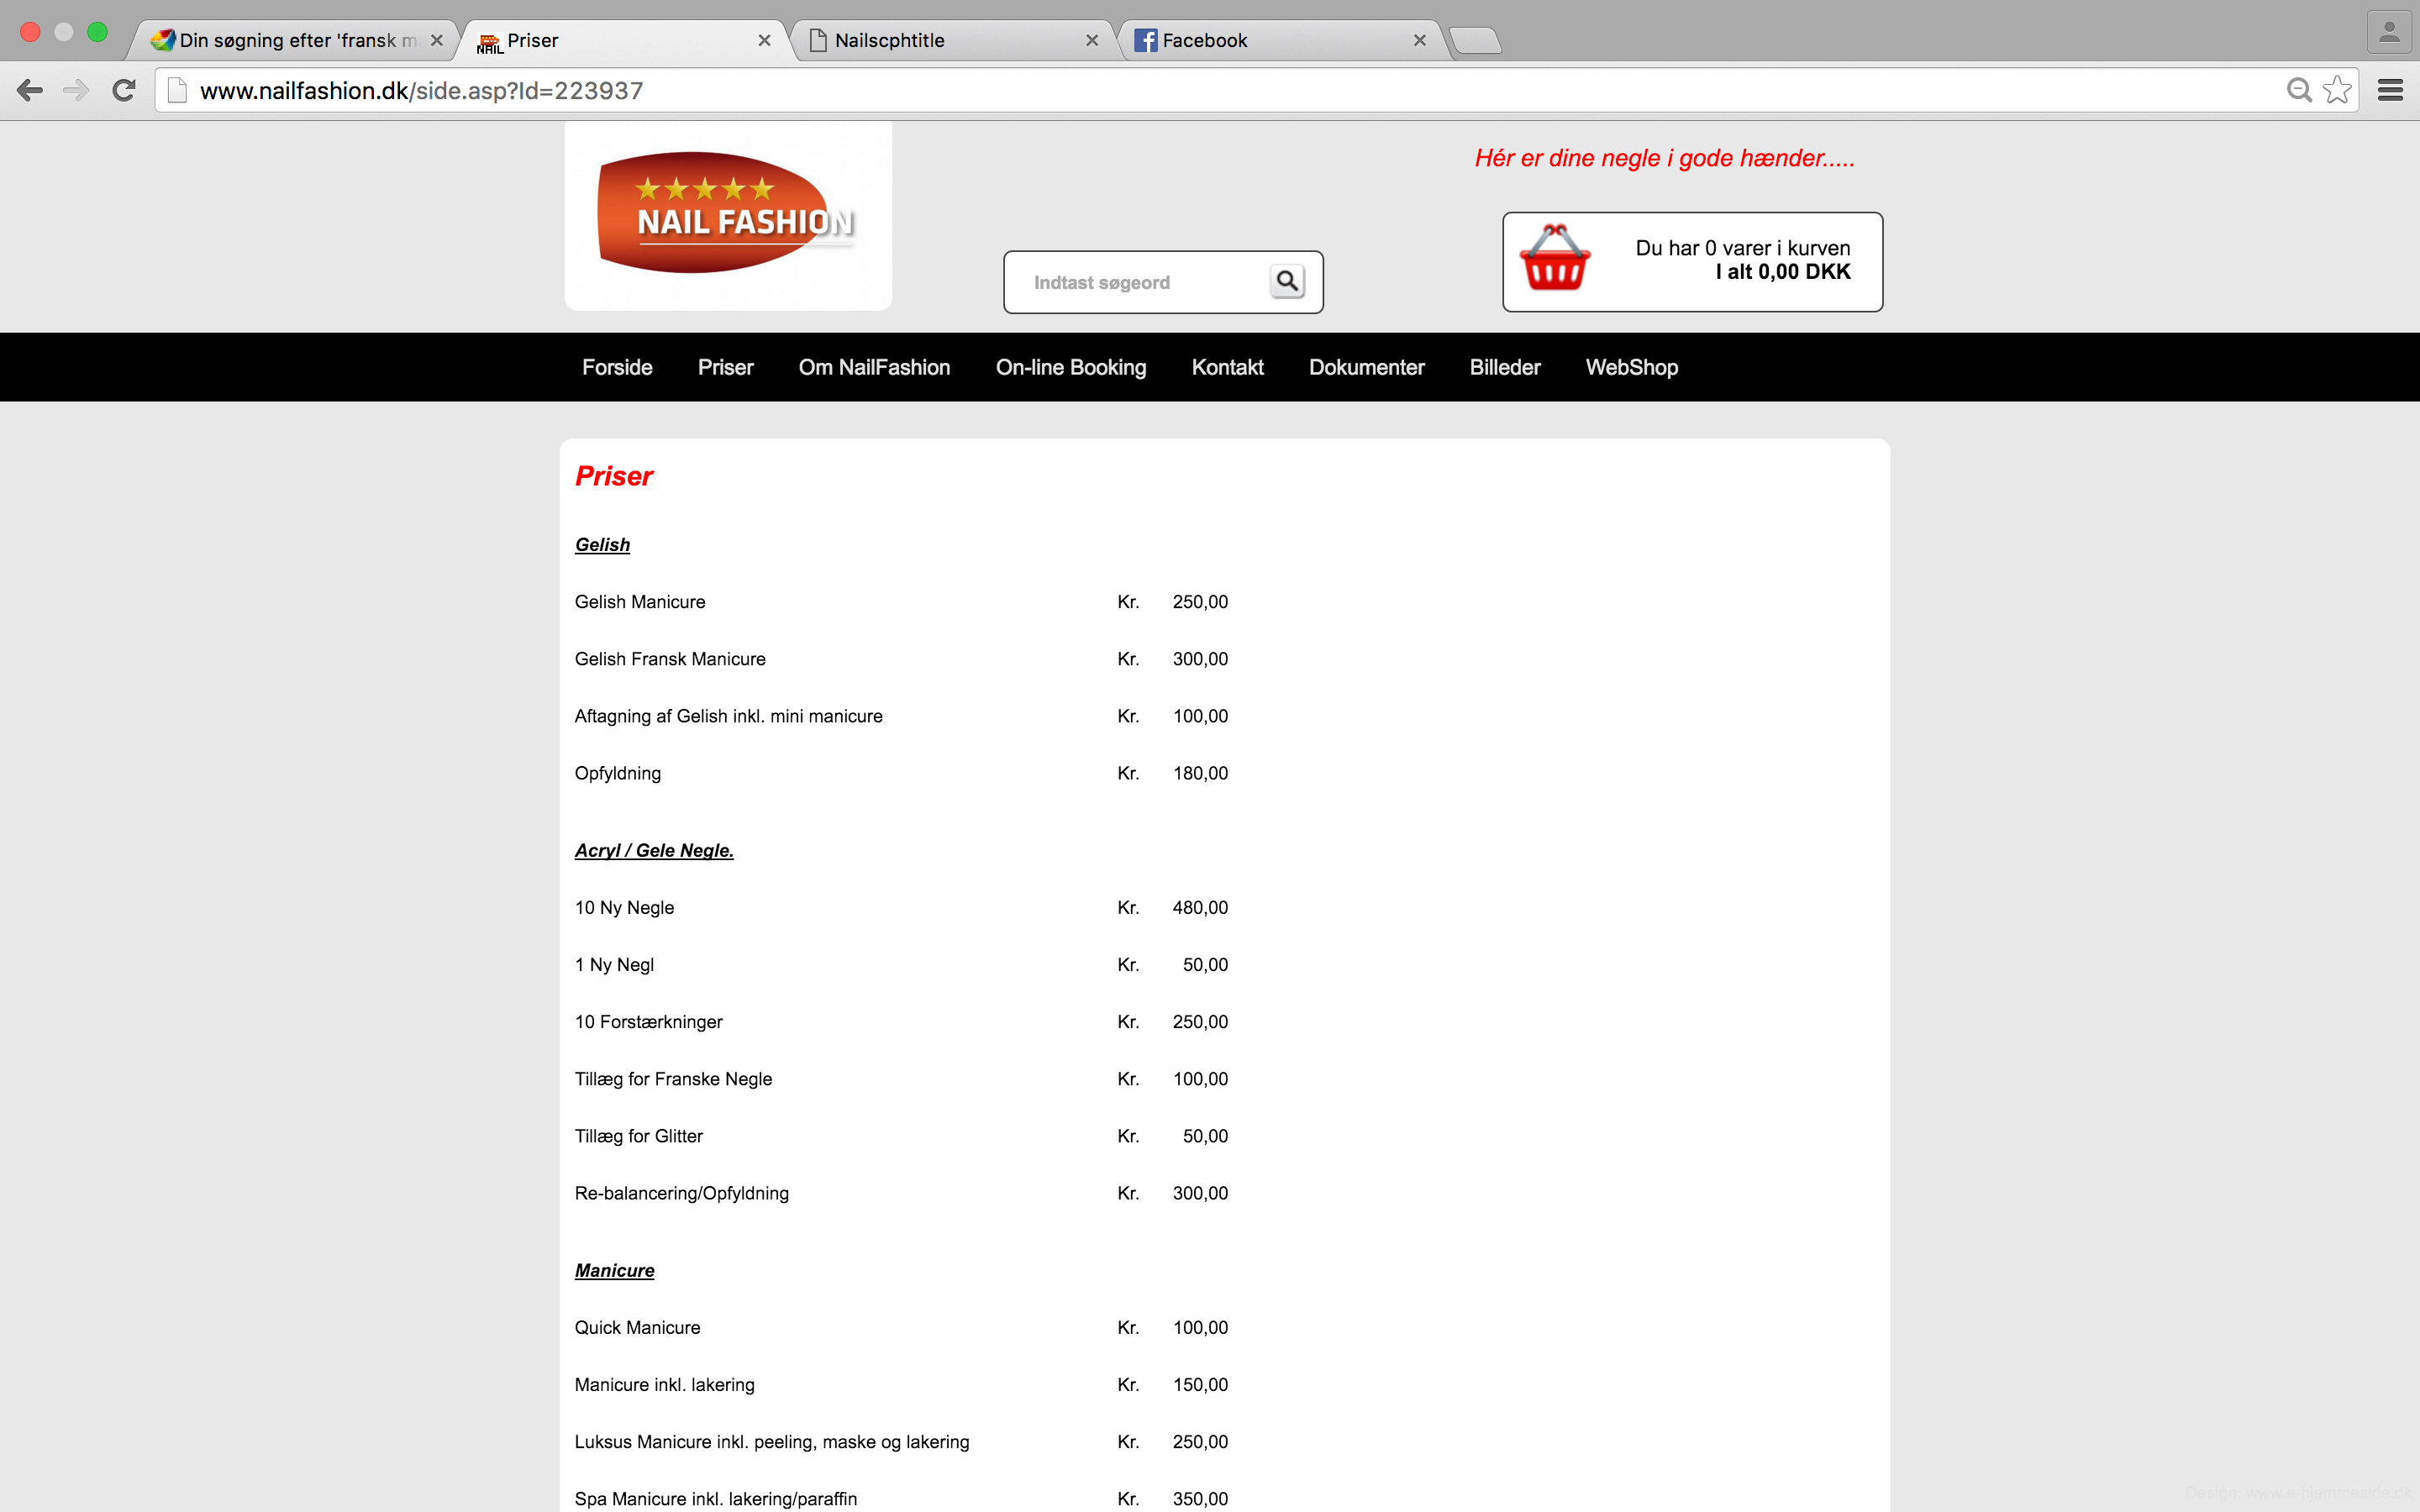 Din søgning efter 'fransk m
Priser
Nailscphtitle
Facebook
www.nailfashion.dk/side.asp?Id=223937
NAIL FASHION
Hér er dine negle i gode hænder.....
Indtast søgeord
Du har 0 varer i kurven
I alt 0,00 DKK
Forside Priser Om NailFashion On-line Booking Kontakt Dokumenter Billeder WebShop
Priser
Gelish
Gelish Manicure Kr. 250,00
Gelish Fransk Manicure Kr. 300,00
Aftagning af Gelish inkl. mini manicure Kr. 100,00
Opfyldning Kr. 180,00
Acryl / Gele Negle.
10 Ny Negle Kr. 480,00
1 Ny Negl Kr. 50,00
10 Forstærkninger Kr. 250,00
Tillæg for Franske Negle Kr. 100,00
Tillæg for Glitter Kr. 50,00
Re-balancering/Opfyldning Kr. 300,00
Manicure
Quick Manicure Kr. 100,00
Manicure inkl. lakering Kr. 150,00
Luksus Manicure inkl. peeling, maske og lakering Kr. 250,00
Spa Manicure inkl. lakering/paraffin Kr. 350,00
Design: www.e-hjemmeside.dk